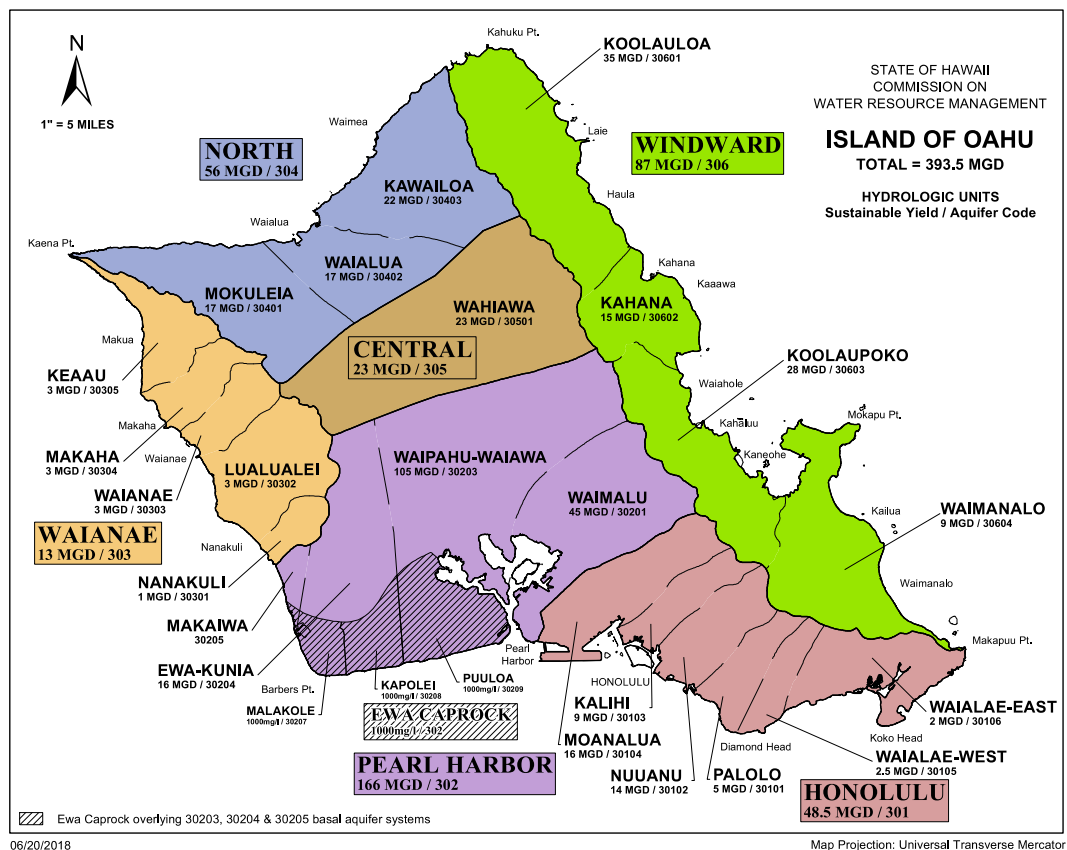 Kahuku Pt.
KOOLAULOA
35 MGD / 30601
N
1" = 5 MILES
STATE OF HAWAII
COMMISSION ON
WATER RESOURCE MANAGEMENT
ISLAND OF OAHU
TOTAL = 393.5 MGD
HYDROLOGIC UNITS
Sustainable Yield / Aquifer Code
Waimea
Laie
NORTH
56 MGD / 304
WINDWARD
87 MGD / 306
KAWAILOA
22 MGD / 30403
Haula
Waialua
Kaena Pt.
WAIALUA
17 MGD / 30402
Kahana
Kaaawa
MOKULEIA
17 MGD / 30401
WAHIAWA
23 MGD / 30501
KAHANA
15 MGD / 30602
Makua
CENTRAL
23 MGD / 305
KOOLAUPOKO
28 MGD / 30603
KEAAU
3 MGD / 30305
Waiahole
Mokapu Pt.
Makaha
Kahaluu
MAKAHA
3 MGD / 30304
Waianae
Kaneohe
LUALUALEI
3 MGD / 30302
WAIPAHU-WAIAWA
105 MGD / 30203
WAIANAE
3 MGD / 30303
WAIMALU
45 MGD / 30201
Kailua
WAIMANALO
9 MGD / 30604
WAIANAE
13 MGD / 303
Nanakuli
NANAKULI
1 MGD / 30301
Waimanalo
MAKAIWA
30205
Makapuu Pt.
Pearl
Harbor
EWA-KUNIA
16 MGD / 30204
Barbers Pt.
MALAKOLE
1000mg/l / 30207
KAPOLEI
1000mg/l / 30208
PUULOA
1000mg/l / 30209
HONOLULU
KALIHI
9 MGD / 30103
EWA CAPROCK
1000mg/l / 302
WAIALAE-EAST
2 MGD / 30106
MOANALUA
16 MGD / 30104
Diamond Head
Koko Head
WAIALAE-WEST
2.5 MGD / 30105
PEARL HARBOR
166 MGD / 302
NUUANU
14 MGD / 30102
PALOLO
5 MGD / 30101
HONOLULU
48.5 MGD / 301
Ewa Caprock overlying 30203, 30204 & 30205 basal aquifer systems
06/20/2018
Map Projection: Universal Transverse Mercator